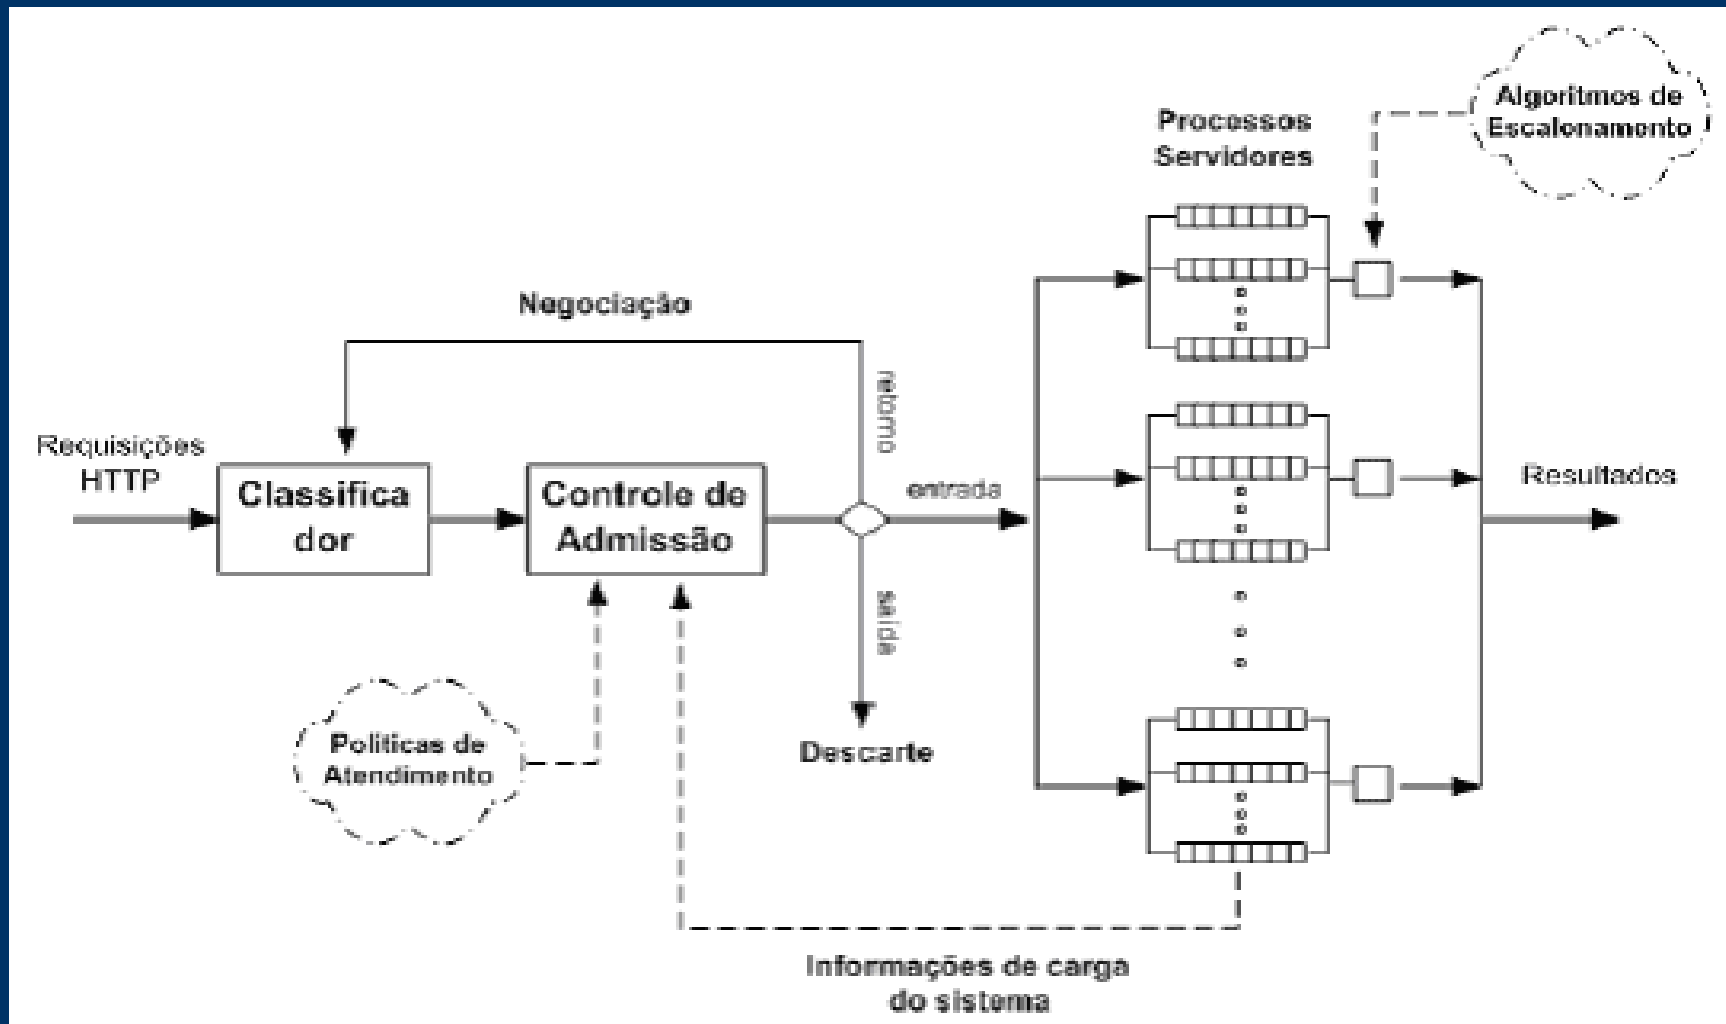 Algoritmos de
Escalonamento
Processos
Servidores
Negociação
retorno
Requisições
HTTP
Classifica
dor
Controle de
Admissão
entrada
Resultados
saída
Políticas de
Atendimento
Descarte
Informações de carga
do sistema